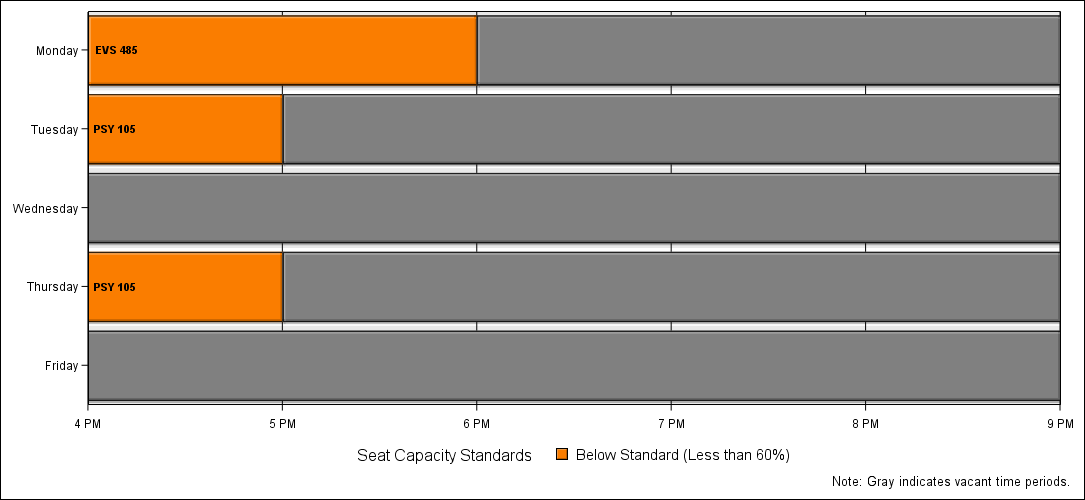 Monday
EVS 485
Tuesday
PSY 105
Wednesday
Thursday
PSY 105
Friday
4 PM 5 PM 6 PM 7 PM 8 PM 9 PM
Seat Capacity Standards Below Standard (Less than 60%)
Note: Gray indicates vacant time periods.